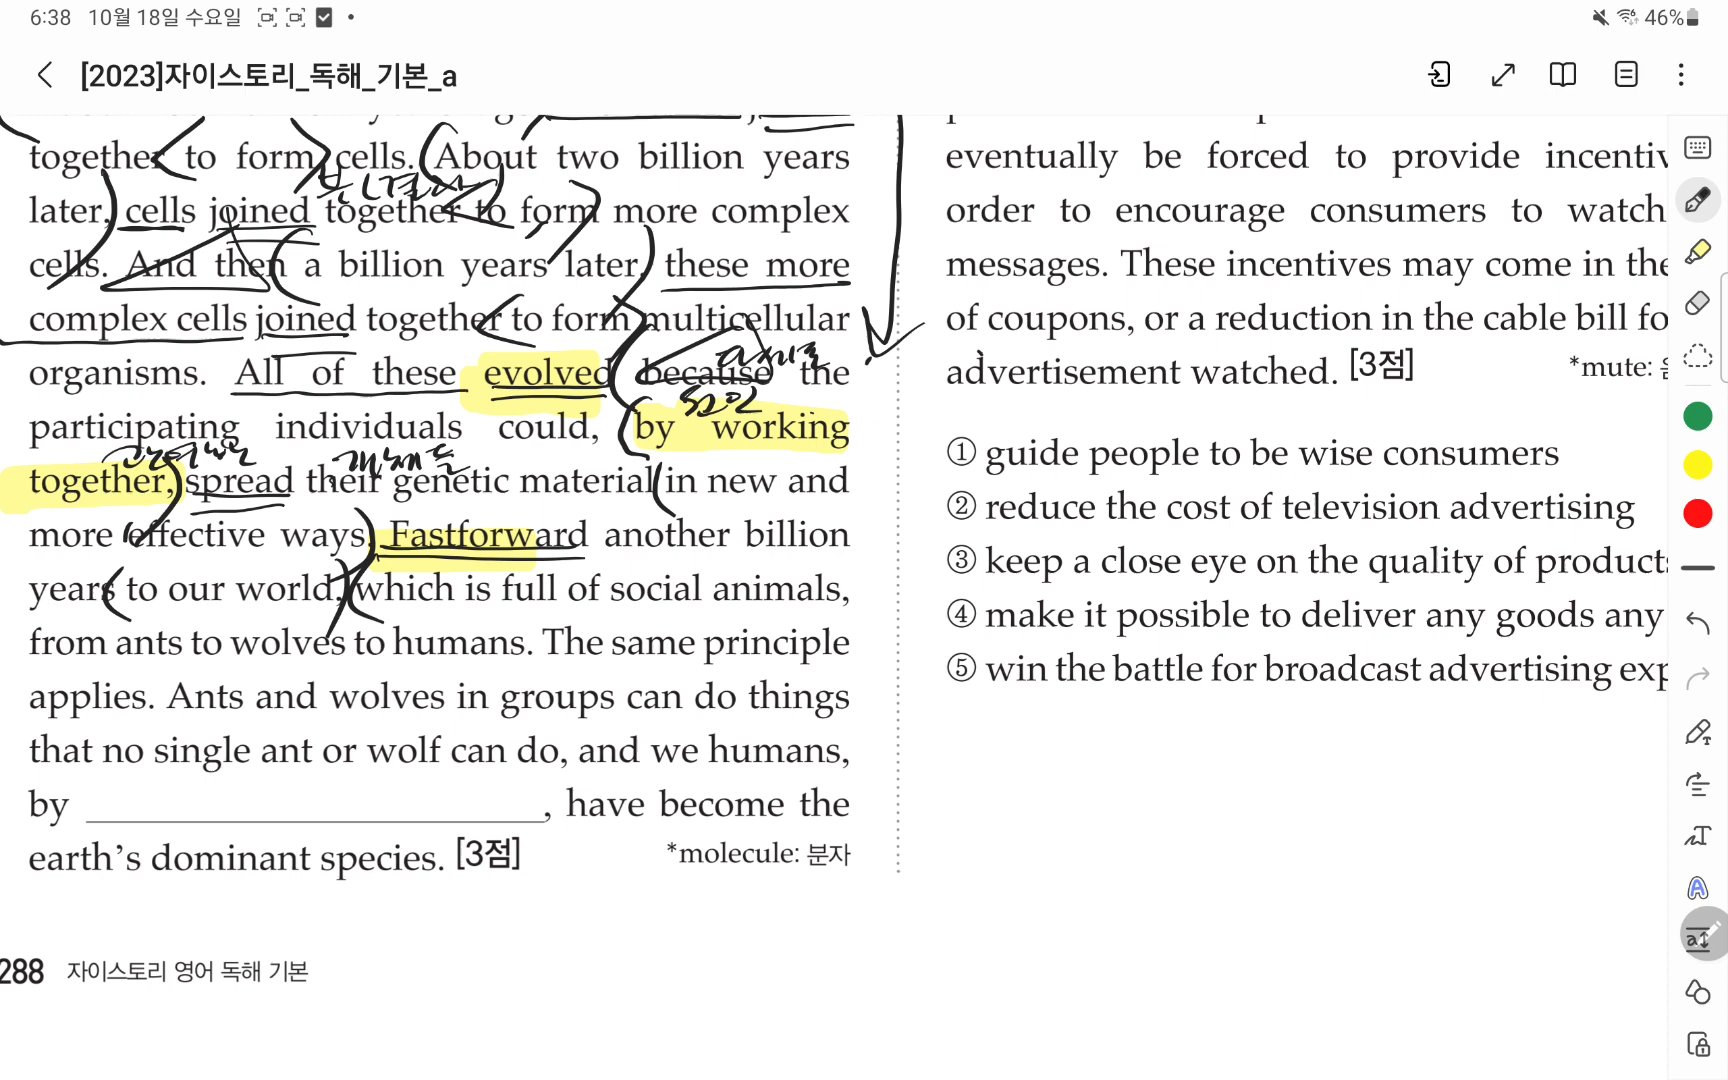 6:38 10월 18일 수요일
46%
[2023]자이스토리_독해_기본_a
together to form cells. About two billion years
later, cells joined together to form more complex
cells. And then a billion years later, these more
complex cells joined together to form multicellular
organisms. All of these evolved because the
participating individuals could, by working
together, spread their genetic material in new and
more effective ways. Fastforward another billion
years to our world, which is full of social animals,
from ants to wolves to humans. The same principle
applies. Ants and wolves in groups can do things
that no single ant or wolf can do, and we humans,
by ____________, have become the
earth's dominant species. [3점]
*molecule: 분자
288 자이스토리 영어 독해 기본
eventually be forced to provide incentiv
order to encourage consumers to watch
messages. These incentives may come in the
of coupons, or a reduction in the cable bill fo
advertisement watched. [3점]
*mute:
① guide people to be wise consumers
② reduce the cost of television advertising
③ keep a close eye on the quality of product
④ make it possible to deliver any goods any
⑤ win the battle for broadcast advertising exp